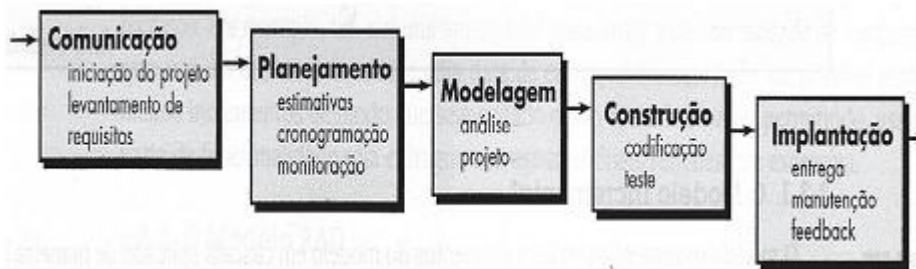 Comunicação
iniciação do projeto
levantamento de
requisitos
Planejamento
estimativas
cronogramação
monitoração
Modelagem
análise
projeto
Construção
codificação
teste
Implantação
entrega
manutenção
feedback